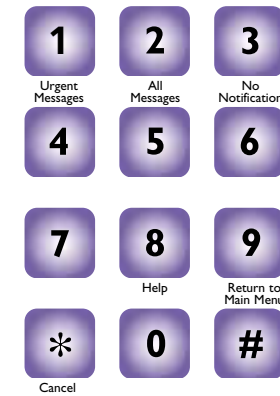 1 2 3
Urgent All No
Messages Messages Notification
4 5 6
7 8 9
Help Return to
Main Menu
* 0 #
Cancel